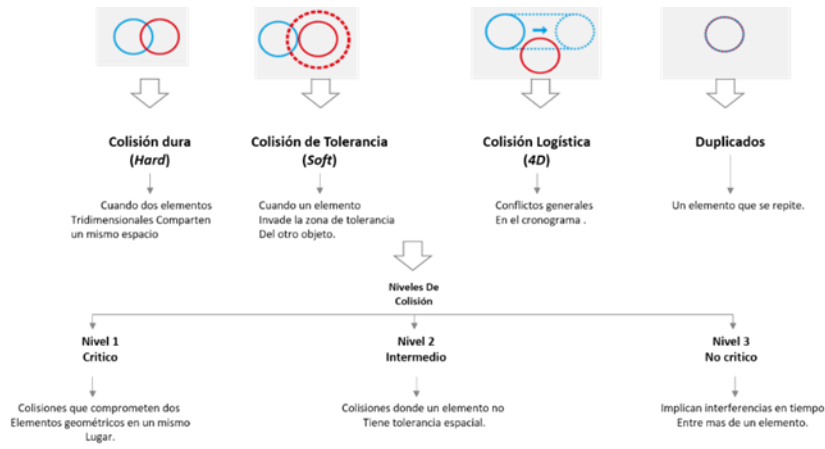 Colisión dura
(Hard)
Cuando dos elementos
Tridimensionales Comparten
un mismo espacio
Colisión de Tolerancia
(Soft)
Cuando un elemento
Invade la zona de tolerancia
Del otro objeto.
Colisión Logística
(4D)
Conflictos generales
En el cronograma .
Duplicados
Un elemento que se repite.
Niveles De
Colisión
Nivel 1
Critico
Colisiones que comprometen dos
Elementos geométricos en un mismo
Lugar.
Nivel 2
Intermedio
Colisiones donde un elemento no
Tiene tolerancia espacial.
Nivel 3
No critico
Implican interferencias en tiempo
Entre mas de un elemento.